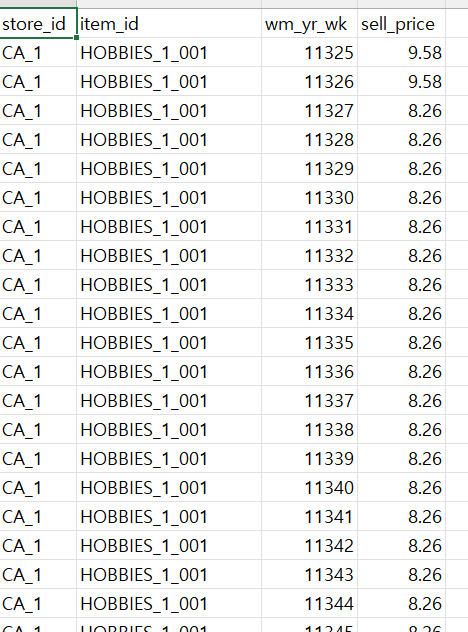 store_id item_id wm_yr_wk sell_price
CA_1 HOBBIES_1_001 11325 9.58
CA_1 HOBBIES_1_001 11326 9.58
CA_1 HOBBIES_1_001 11327 8.26
CA_1 HOBBIES_1_001 11328 8.26
CA_1 HOBBIES_1_001 11329 8.26
CA_1 HOBBIES_1_001 11330 8.26
CA_1 HOBBIES_1_001 11331 8.26
CA_1 HOBBIES_1_001 11332 8.26
CA_1 HOBBIES_1_001 11333 8.26
CA_1 HOBBIES_1_001 11334 8.26
CA_1 HOBBIES_1_001 11335 8.26
CA_1 HOBBIES_1_001 11336 8.26
CA_1 HOBBIES_1_001 11337 8.26
CA_1 HOBBIES_1_001 11338 8.26
CA_1 HOBBIES_1_001 11339 8.26
CA_1 HOBBIES_1_001 11340 8.26
CA_1 HOBBIES_1_001 11341 8.26
CA_1 HOBBIES_1_001 11342 8.26
CA_1 HOBBIES_1_001 11343 8.26
CA_1 HOBBIES_1_001 11344 8.26